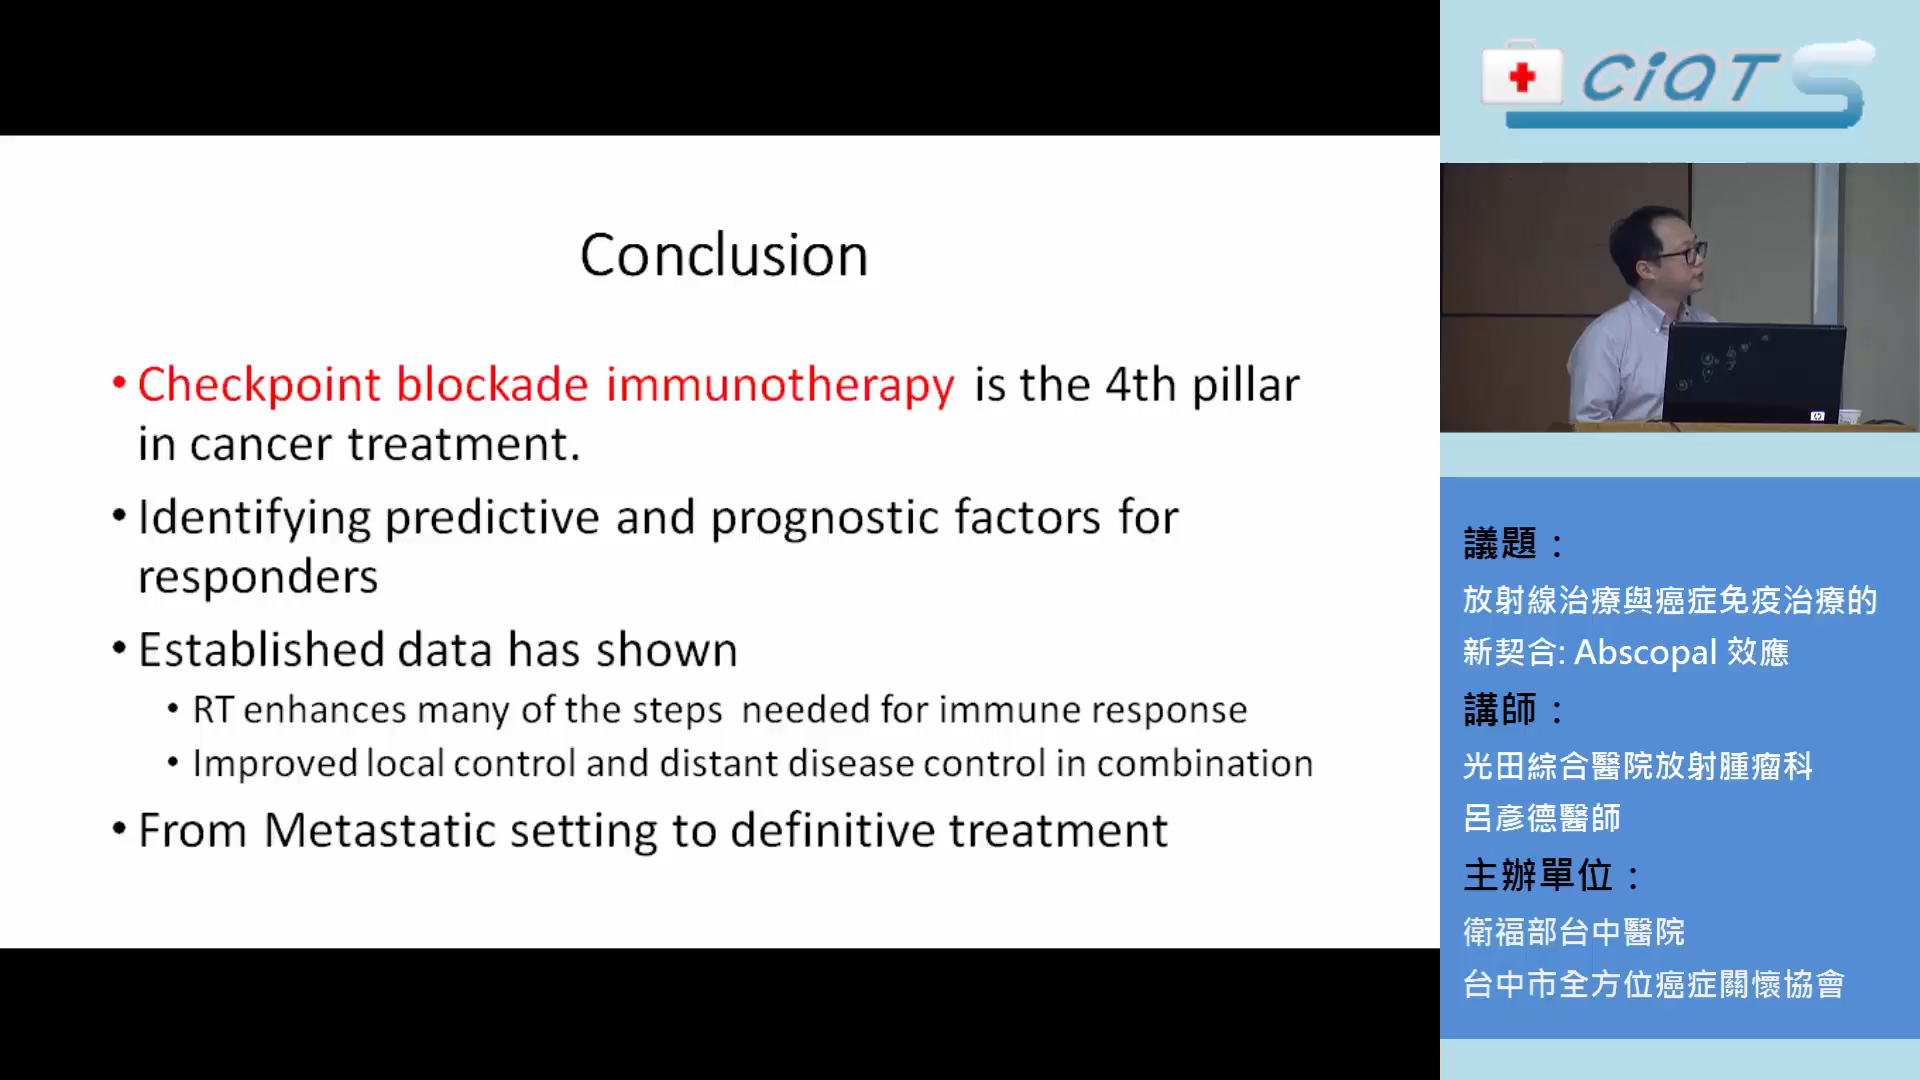 Conclusion
• Checkpoint blockade immunotherapy is the 4th pillar
in cancer treatment.
• Identifying predictive and prognostic factors for
responders
• Established data has shown
• RT enhances many of the steps needed for immune response
• Improved local control and distant disease control in combination
• From Metastatic setting to definitive treatment
CiaTS
hp
議題：
放射線治療與癌症免疫治療的
新契合: Abscopal 效應
講師：
光田綜合醫院放射腫瘤科
呂彥德醫師
主辦單位：
衛福部台中醫院
台中市全方位癌症關懷協會